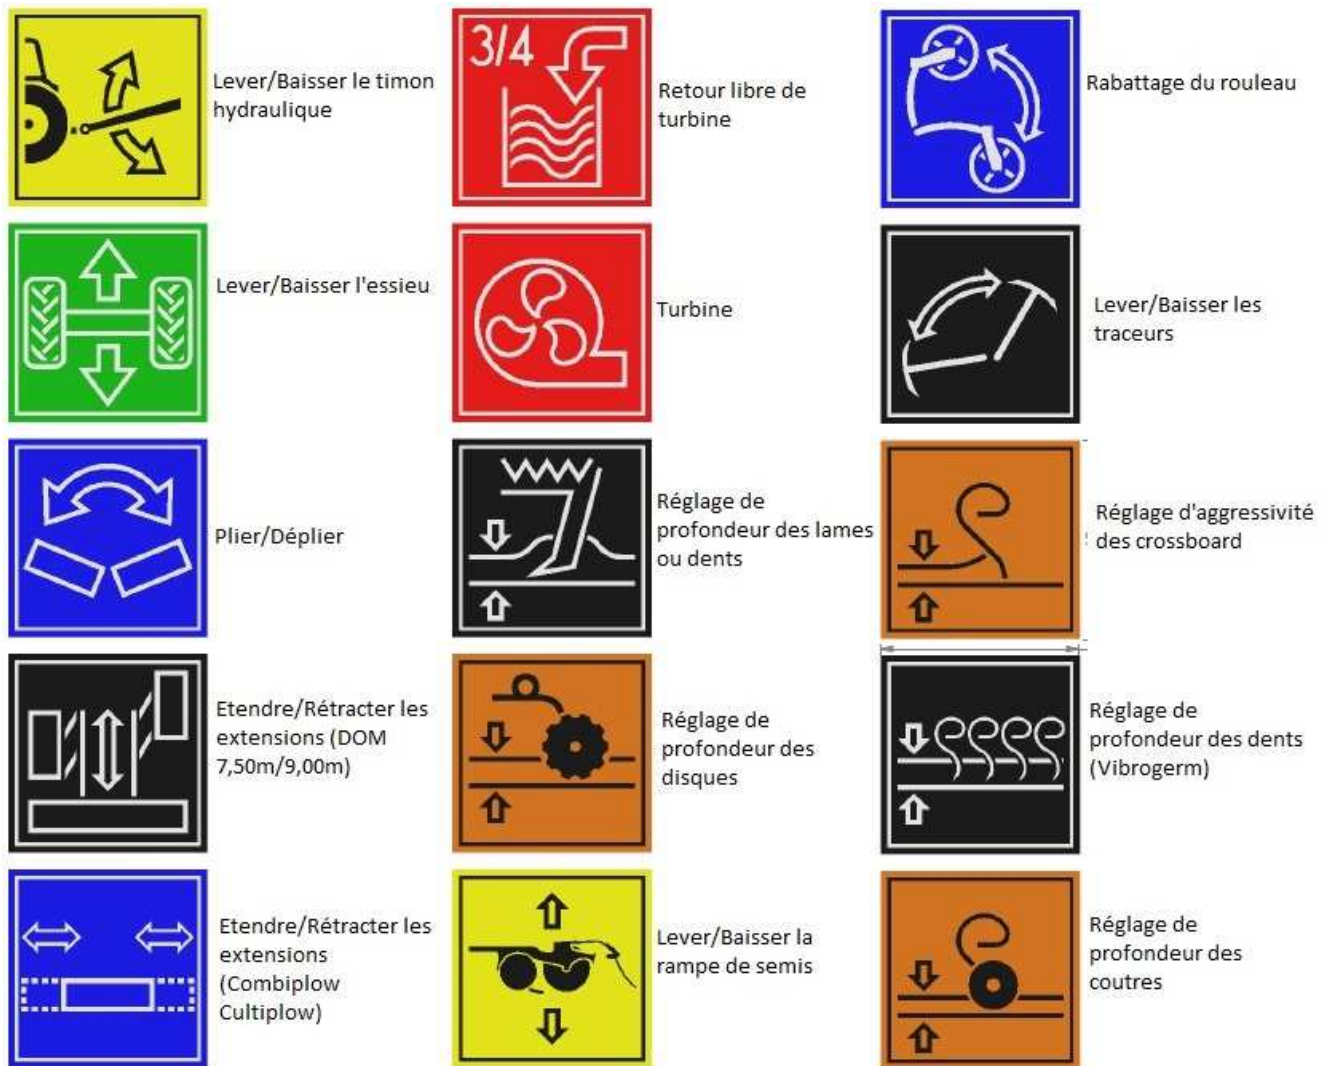 Lever/Baisser le timon
hydraulique
3/4
Retour libre de
turbine
Rabattage du rouleau
Lever/Baisser l'essieu
Turbine
Lever/Baisser les
traceurs
Plier/Déplier
Réglage de
profondeur des lames
ou dents
Réglage d'aggressivité
des crossboard
Etendre/Rétracter les
extensions (DOM
7,50m/9,00m)
Réglage de
profondeur des
disques
Réglage de
profondeur des dents
(Vibrogerm)
Etendre/Rétracter les
extensions
(Combiplow
Cultiplow)
Lever/Baisser la
rampe de semis
Réglage de
profondeur des
coutres